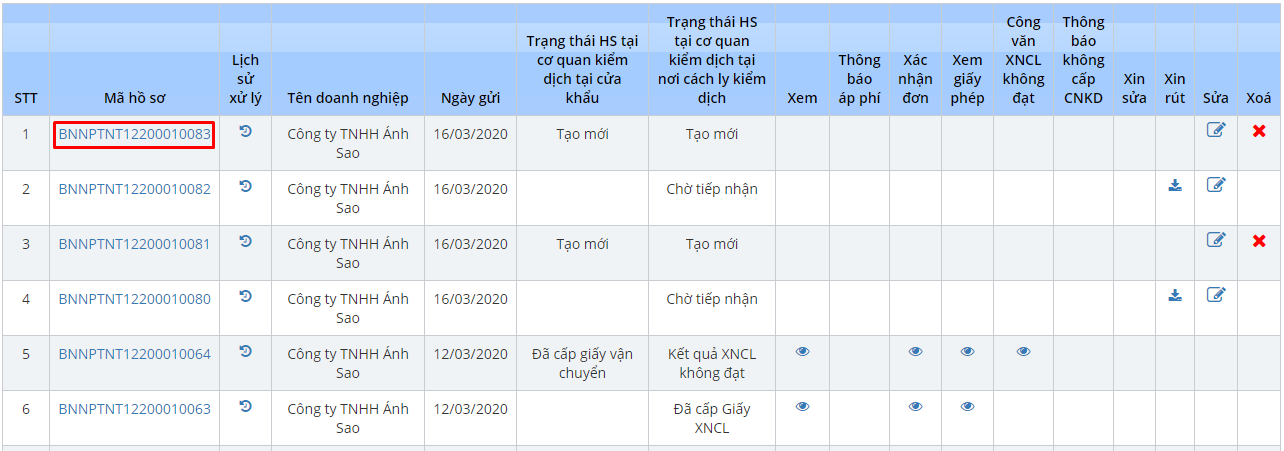 STT
Mã hồ sơ
Lịch
sử
xử lý
Tên doanh nghiệp
Ngày gửi
Trạng thái HS tại
cơ quan kiểm
dịch tại cửa
khẩu
Trạng thái HS
tại cơ quan
kiểm dịch tại
nơi cách ly kiểm
dịch
Xem
Thông
báo
áp phí
Xác
nhận
đơn
Xem
giấy
phép
Công
văn
XNCL
không
đạt
Thông
báo
không
cấp
CNKD
Xin
sửa
Xin
rút
Sửa
Xoá
1
BNNPTNT12200010083
Công ty TNHH Ánh
Sao
16/03/2020
Tạo mới
Tạo mới
2
BNNPTNT12200010082
Công ty TNHH Ánh
Sao
16/03/2020
Chờ tiếp nhận
3
BNNPTNT12200010081
Công ty TNHH Ánh
Sao
16/03/2020
Tạo mới
Tạo mới
4
BNNPTNT12200010080
Công ty TNHH Ánh
Sao
16/03/2020
Chờ tiếp nhận
5
BNNPTNT12200010064
Công ty TNHH Ánh
Sao
12/03/2020
Đã cấp giấy vận
chuyển
Kết quả XNCL
không đạt
6
BNNPTNT12200010063
Công ty TNHH Ánh
Sao
12/03/2020
Đã cấp Giấy
XNCL